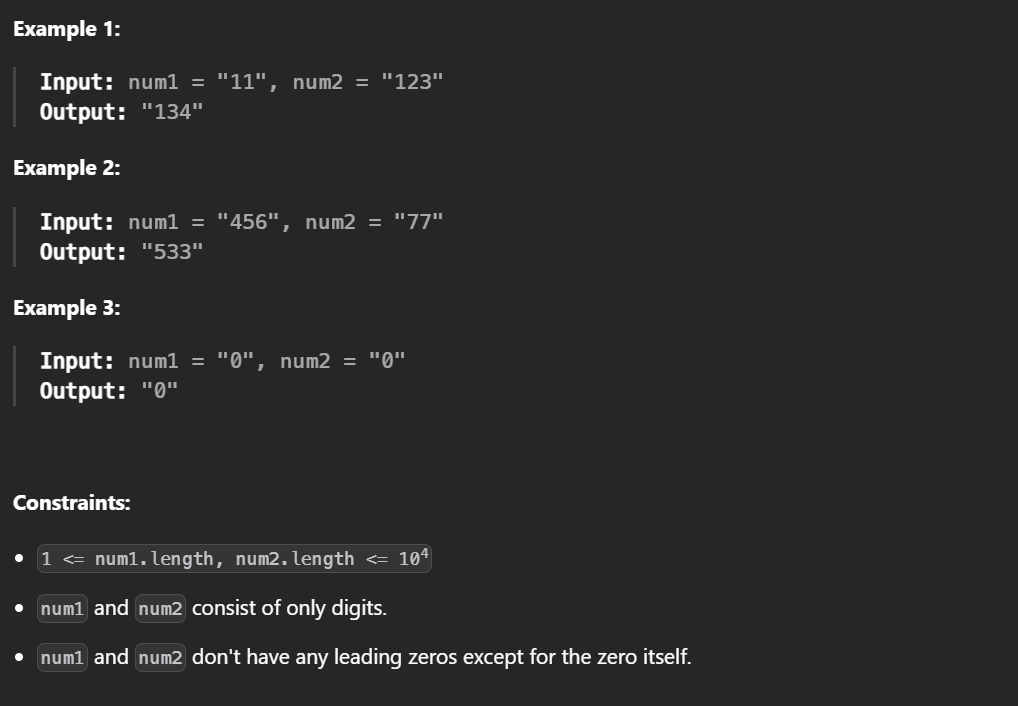 Example 1:
Input: num1 = "11", num2 = "123"
Output: "134"
Example 2:
Input: num1 = "456", num2 = "77"
Output: "533"
Example 3:
Input: num1 = "0", num2 = "0"
Output: "0"
Constraints:
• 1 <= num1.length, num2.length <= 10⁴
• num1 and num2 consist of only digits.
• num1 and num2 don't have any leading zeros except for the zero itself.